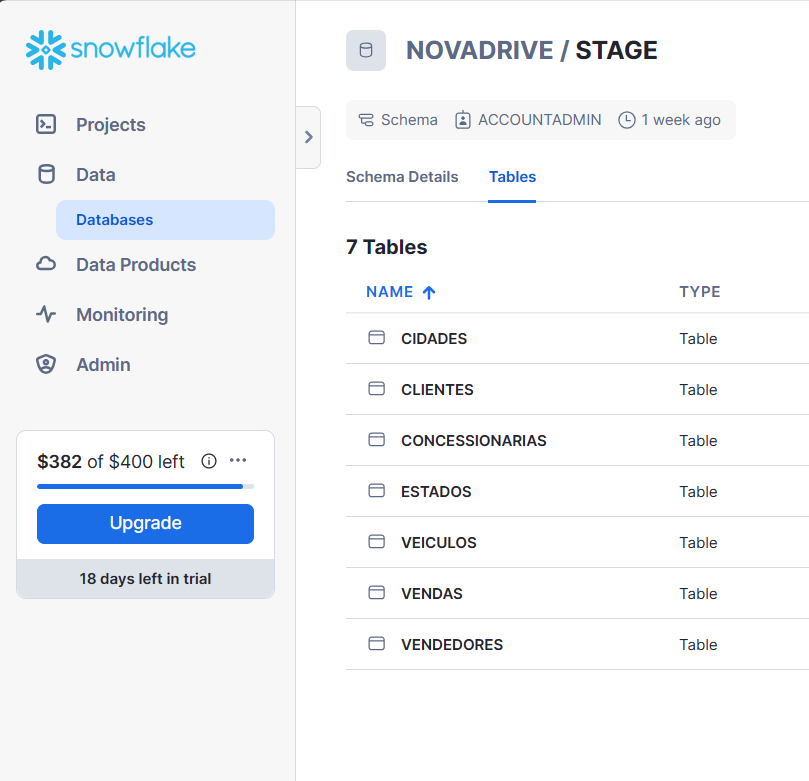 snowflake
Projects
Data
Databases
Data Products
Monitoring
Admin
$382 of $400 left
Upgrade
18 days left in trial
NOVADRIVE / STAGE
Schema ACCOUNTADMIN 1 week ago
Schema Details Tables
7 Tables
NAME TYPE
CIDADES Table
CLIENTES Table
CONCESSIONARIAS Table
ESTADOS Table
VEICULOS Table
VENDAS Table
VENDEDORES Table